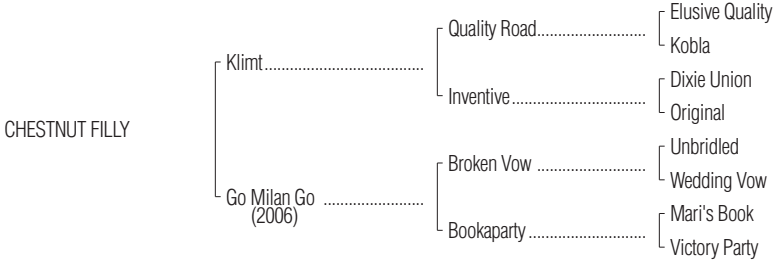 Elusive Quality
Quality Road
Kobla
Klimt
Dixie Union
Inventive
Original
CHESTNUT FILLY
Unbridled
Broken Vow
Wedding Vow
Go Milan Go
(2006)
Mari's Book
Bookaparty
Victory Party